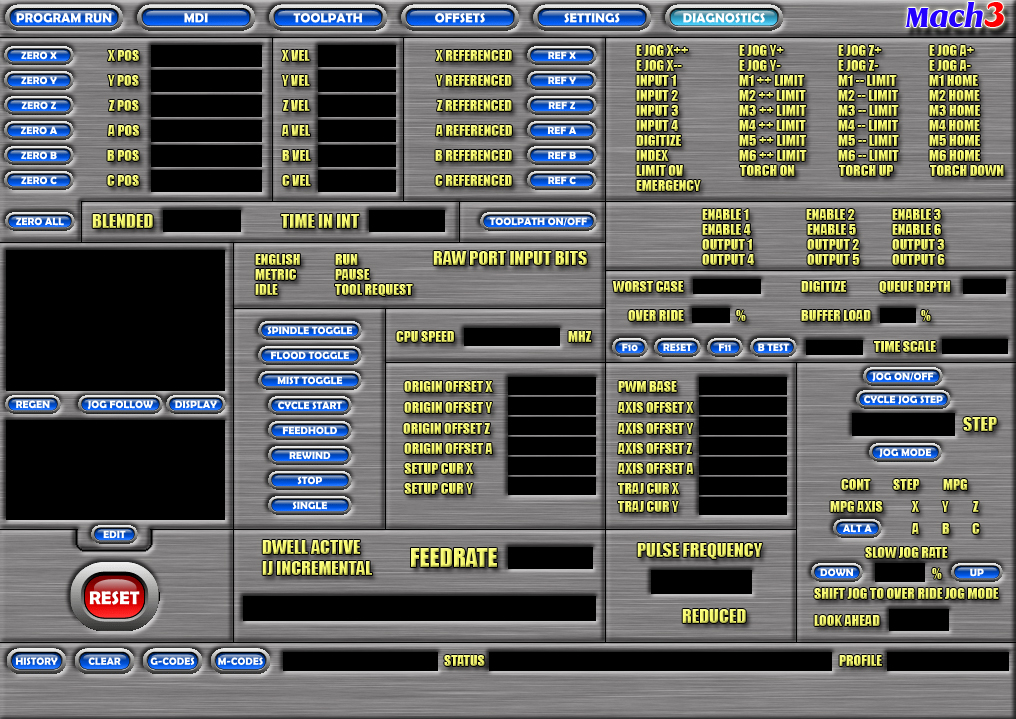 PROGRAM RUN MDI TOOLPATH OFFSETS SETTINGS DIAGNOSTICS Mach3
ZERO X X POS X VEL X REFERENCED REF X
ZERO Y Y POS Y VEL Y REFERENCED REF Y
ZERO Z Z POS Z VEL Z REFERENCED REF Z
ZERO A A POS A VEL A REFERENCED REF A
ZERO B B POS B VEL B REFERENCED REF B
ZERO C C POS C VEL C REFERENCED REF C
E JOG X++ E JOG Y+ E JOG Z+ E JOG A+
E JOG X-- E JOG Y- E JOG Z- E JOG A-
INPUT 1 M1 ++ LIMIT M1 -- LIMIT M1 HOME
INPUT 2 M2 ++ LIMIT M2 -- LIMIT M2 HOME
INPUT 3 M3 ++ LIMIT M3 -- LIMIT M3 HOME
INPUT 4 M4 ++ LIMIT M4 -- LIMIT M4 HOME
DIGITIZE M5 ++ LIMIT M5 -- LIMIT M5 HOME
INDEX M6 ++ LIMIT M6 -- LIMIT M6 HOME
LIMIT OV TORCH ON TORCH UP TORCH DOWN
EMERGENCY
ZERO ALL BLENDED TIME IN INT TOOLPATH ON/OFF
ENABLE 1 ENABLE 2 ENABLE 3
ENABLE 4 ENABLE 5 ENABLE 6
OUTPUT 1 OUTPUT 2 OUTPUT 3
OUTPUT 4 OUTPUT 5 OUTPUT 6
ENGLISH RUN RAW PORT INPUT BITS
METRIC PAUSE
IDLE TOOL REQUEST
WORST CASE DIGITIZE QUEUE DEPTH
OVER RIDE % BUFFER LOAD %
F10 RESET F11 B TEST TIME SCALE
SPINDLE TOGGLE
FLOOD TOGGLE
MIST TOGGLE
CYCLE START
FEEDHOLD
REWIND
STOP
SINGLE
CPU SPEED MHZ
REGEN JOG FOLLOW DISPLAY
ORIGIN OFFSET X
ORIGIN OFFSET Y
ORIGIN OFFSET Z
ORIGIN OFFSET A
SETUP CUR X
SETUP CUR Y
PWM BASE
AXIS OFFSET X
AXIS OFFSET Y
AXIS OFFSET Z
AXIS OFFSET A
TRAJ CUR X
TRAJ CUR Y
JOG ON/OFF
CYCLE JOG STEP
STEP
JOG MODE
CONT STEP MPG
MPG AXIS X Y Z
ALT A A B C
SLOW JOG RATE
DOWN % UP
SHIFT JOG TO OVER RIDE JOG MODE
LOOK AHEAD
EDIT
RESET
DWELL ACTIVE
IJ INCREMENTAL
FEEDRATE
PULSE FREQUENCY
REDUCED
HISTORY CLEAR G-CODES M-CODES STATUS PROFILE